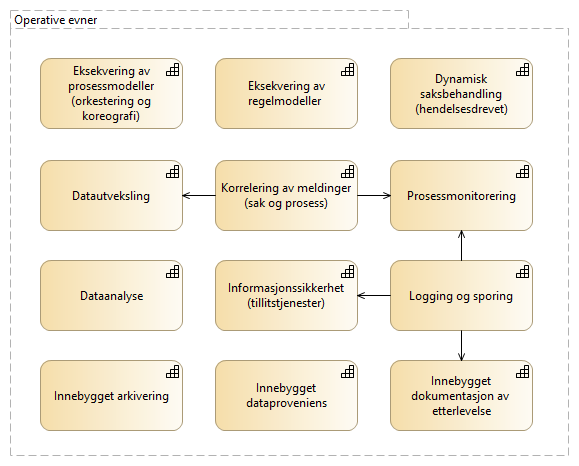 Operative evner
Eksekvering av
prosessmodeller
(orkestering og
koreografi)
Eksekvering av
regelmodeller
Dynamisk
saksbehandling
(hendelsesdrevet)
Datautveksling
Korrelering av meldinger
(sak og prosess)
Prosessmonitorering
Dataanalyse
Informasjonssikkerhet
(tillitstjenester)
Logging og sporing
Innebygget arkivering
Innebygget
dataproveniens
Innebygget
dokumentasjon av
etterlevelse